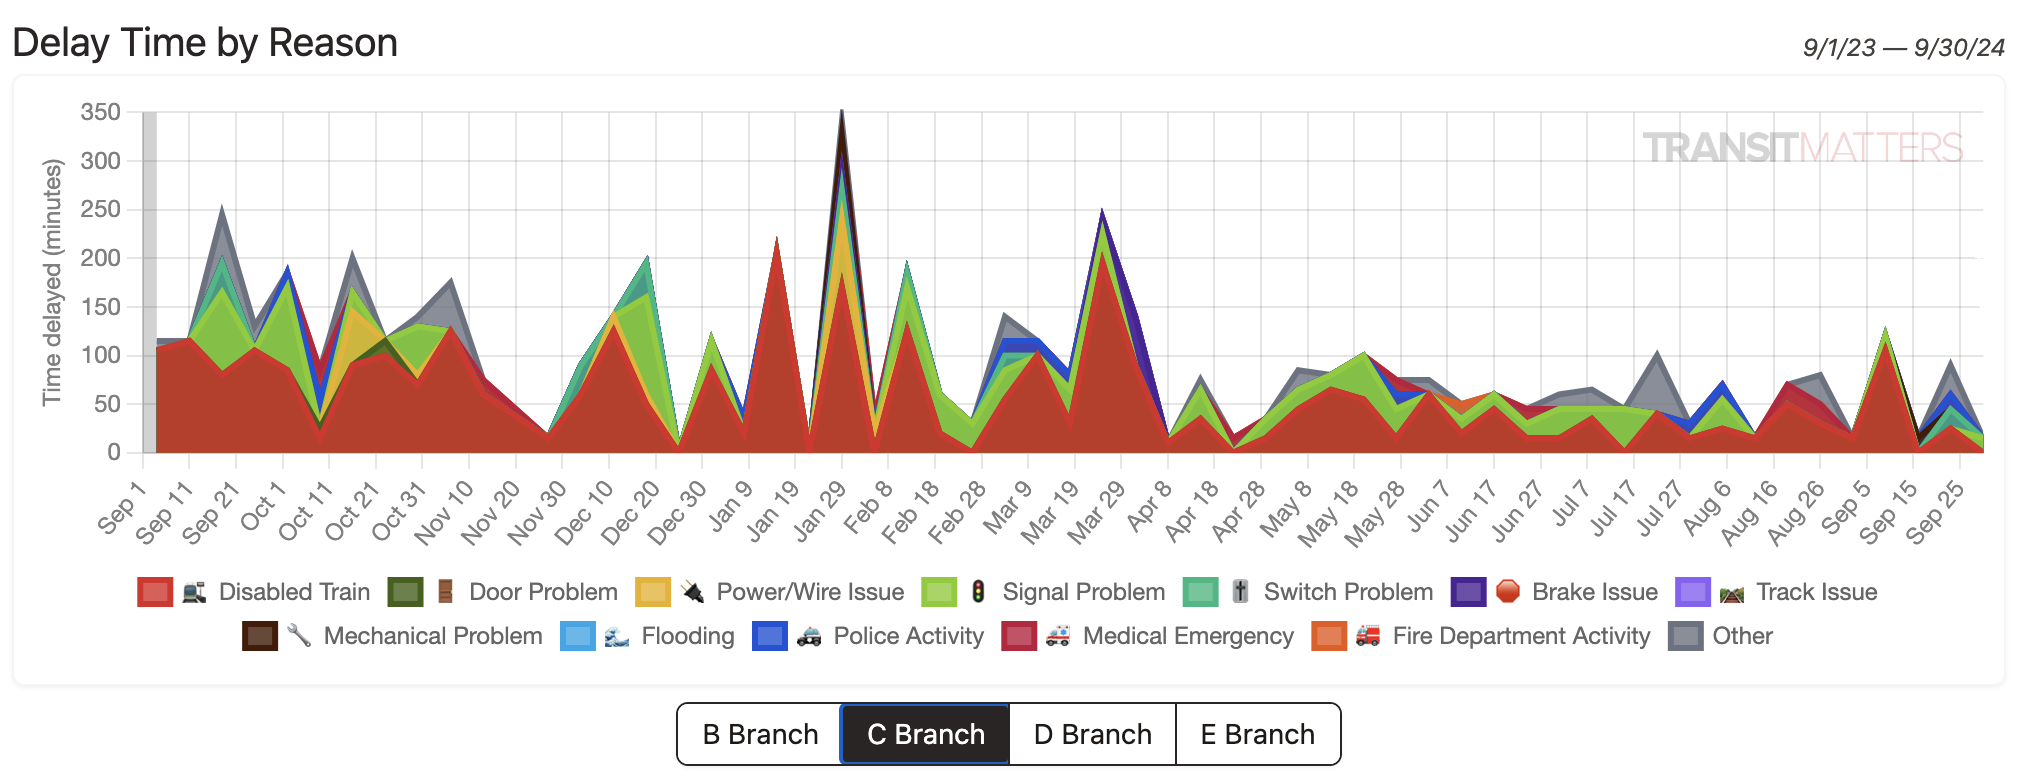 Delay Time by Reason
9/1/23 — 9/30/24
TRANSITMATTERS
Time delayed (minutes)
350
300
250
200
150
100
50
0
Sep 1 Sep 11 Sep 21 Oct 1 Oct 11 Oct 21 Oct 31 Nov 10 Nov 20 Nov 30 Dec 10 Dec 20 Dec 30 Jan 9 Jan 19 Jan 29 Feb 8 Feb 18 Feb 28 Mar 9 Mar 19 Mar 29 Apr 8 Apr 18 Apr 28 May 8 May 18 May 28 Jun 7 Jun 17 Jun 27 Jul 7 Jul 17 Jul 27 Aug 6 Aug 16 Aug 26 Sep 5 Sep 15 Sep 25
Disabled Train Door Problem Power/Wire Issue Signal Problem Switch Problem Brake Issue Track Issue
Mechanical Problem Flooding Police Activity Medical Emergency Fire Department Activity Other
B Branch C Branch D Branch E Branch